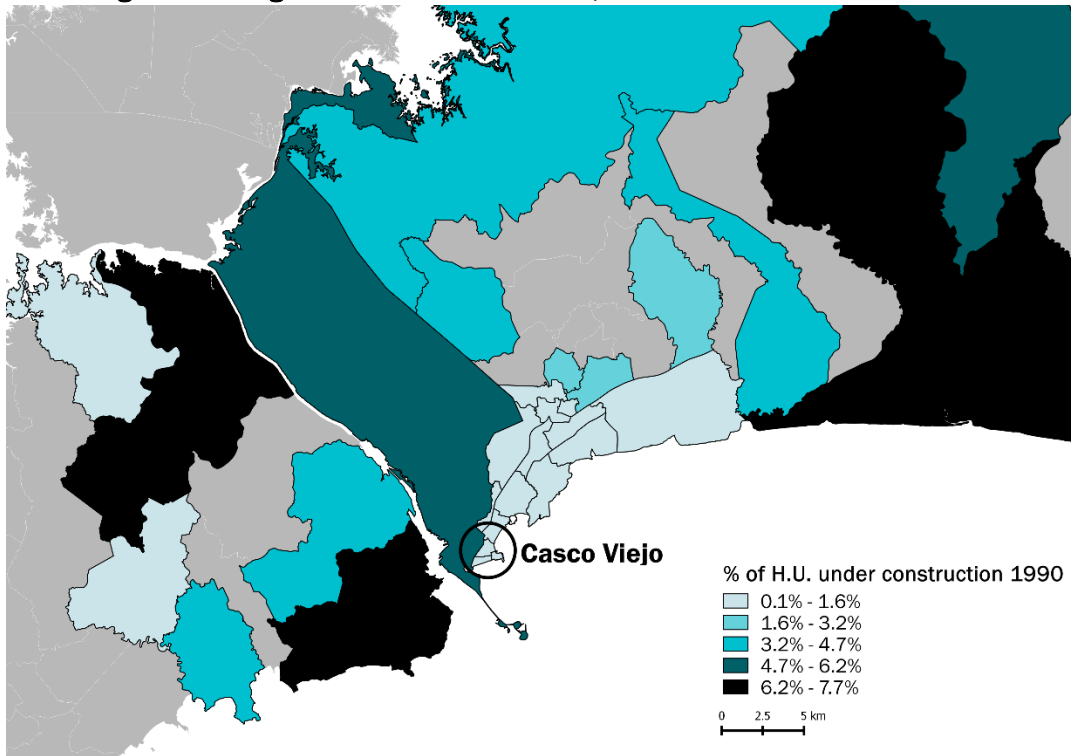 Casco Viejo
% of H.U. under construction 1990
0.1% - 1.6%
1.6% - 3.2%
3.2% - 4.7%
4.7% - 6.2%
6.2% - 7.7%
0 2.5 5 km